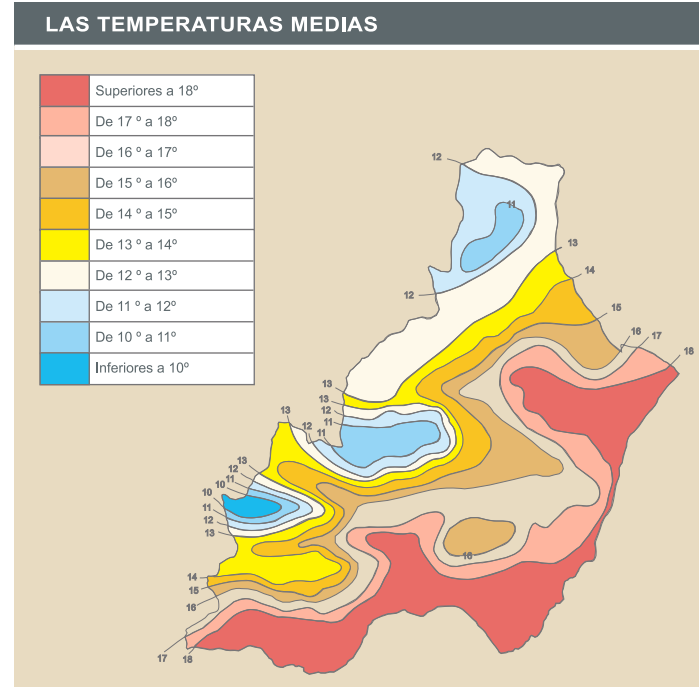 LAS TEMPERATURAS MEDIAS
Superiores a 18º
De 17 º a 18º
De 16 º a 17º
De 15 º a 16º
De 14 º a 15º
De 13 º a 14º
De 12 º a 13º
De 11 º a 12º
De 10 º a 11º
Inferiores a 10º
12
11
13
14
12
15
16
17
18
13
13
12
11
13
12
11
13
12
11
10
10
11
12
13
16
14
15
16
17
18